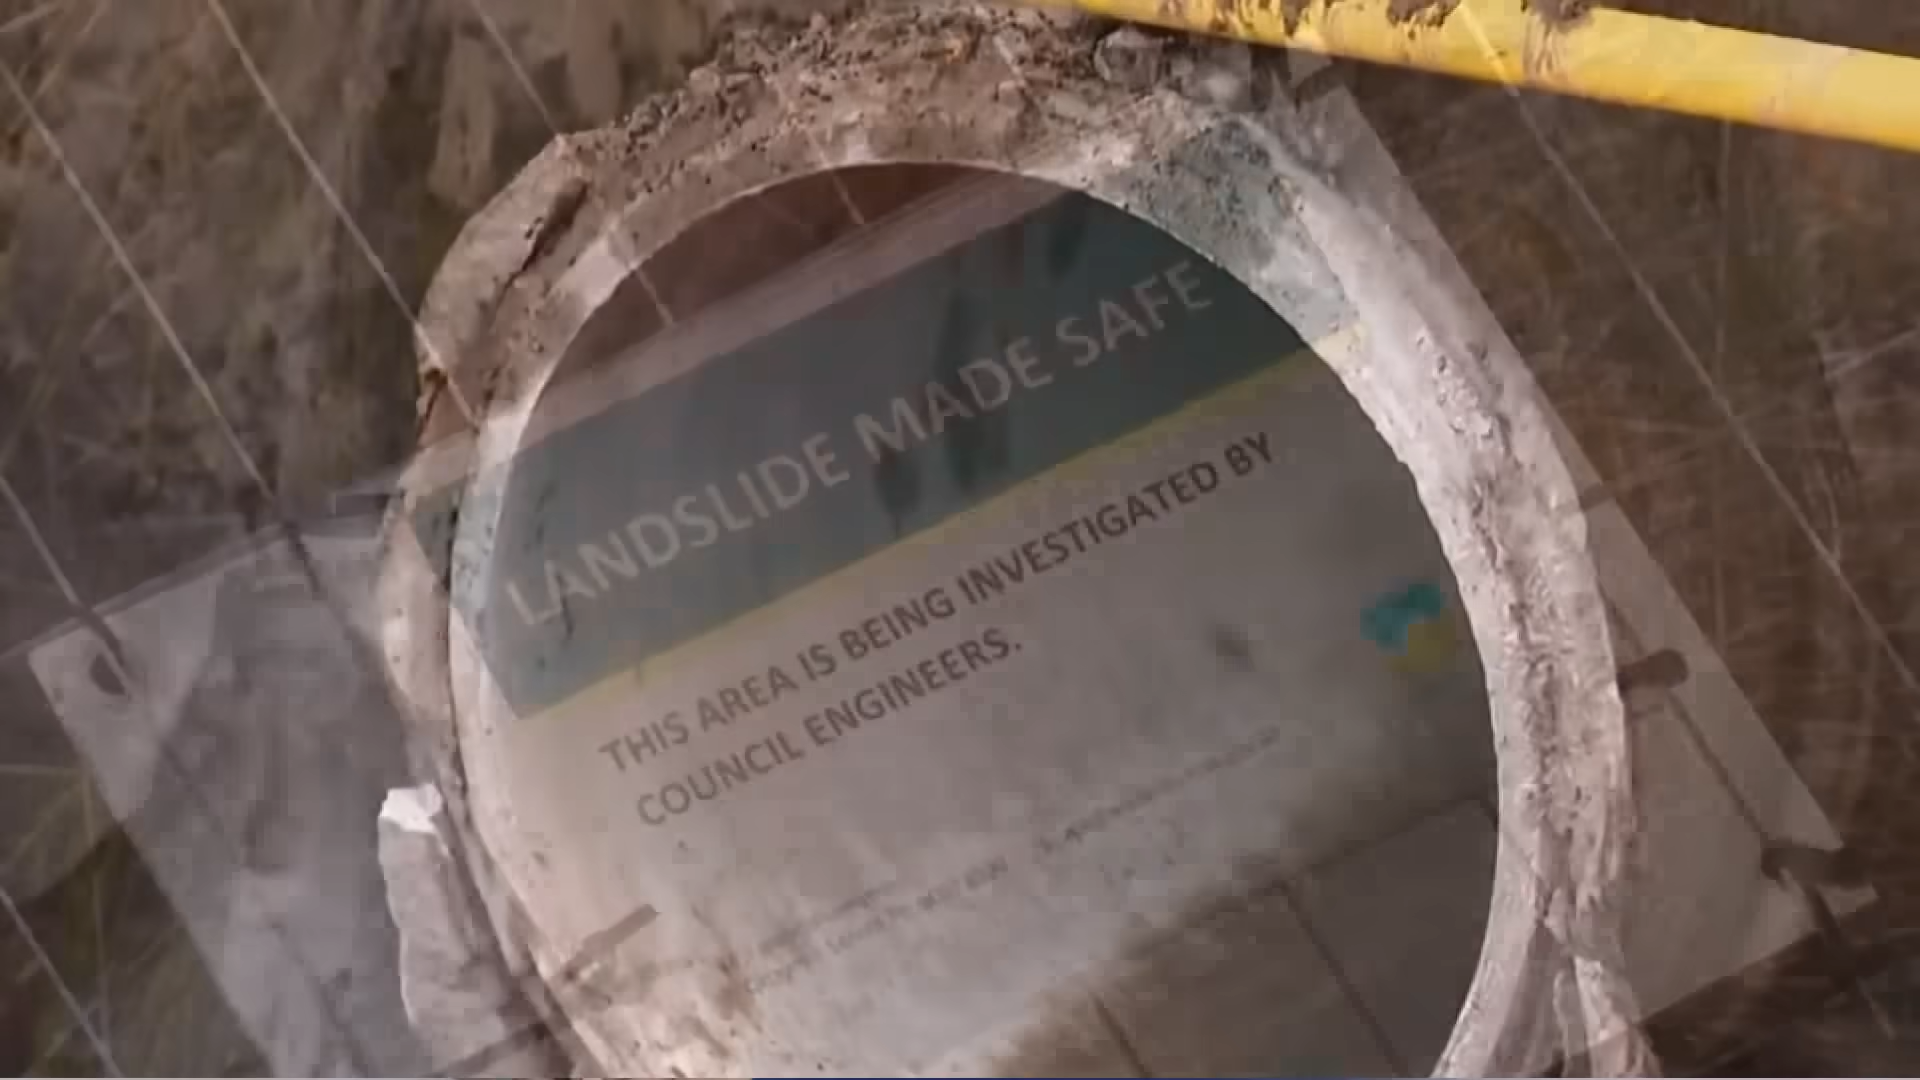 LANDSLIDE MADE SAFE
THIS AREA IS BEING INVESTIGATED BY
COUNCIL ENGINEERS.